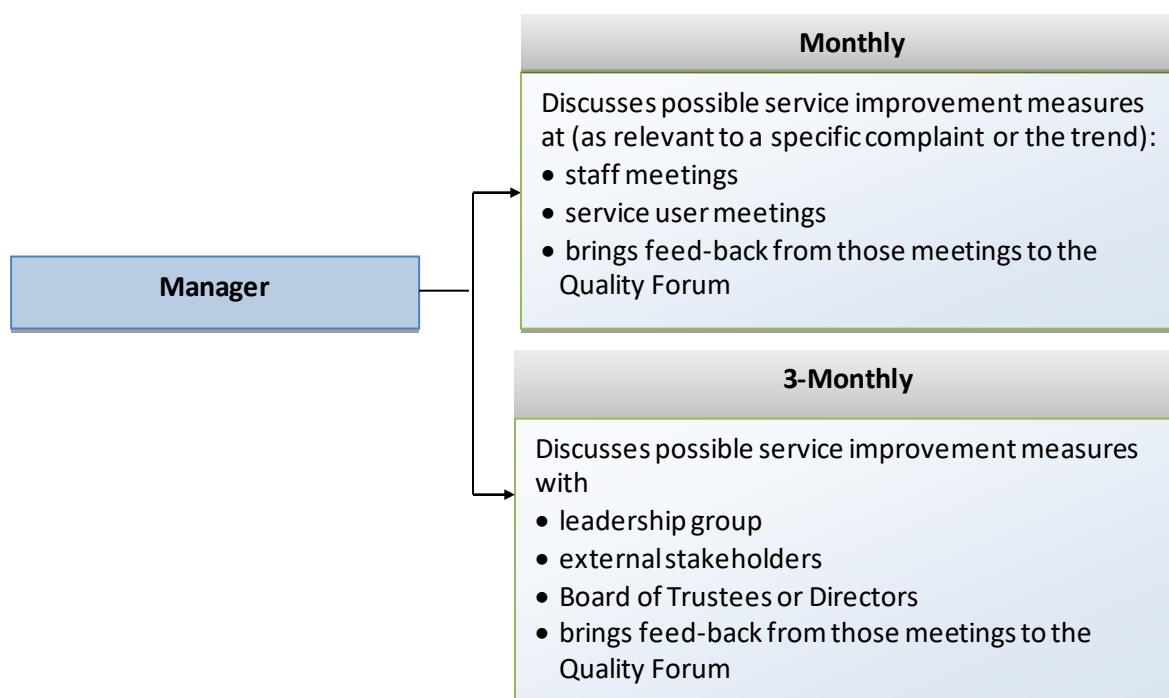 Monthly
Discusses possible service improvement measures
at (as relevant to a specific complaint or the trend):
• staff meetings
• service user meetings
• brings feed-back from those meetings to the
Quality Forum
Manager
3-Monthly
Discusses possible service improvement measures
with
• leadership group
• external stakeholders
• Board of Trustees or Directors
• brings feed-back from those meetings to the
Quality Forum